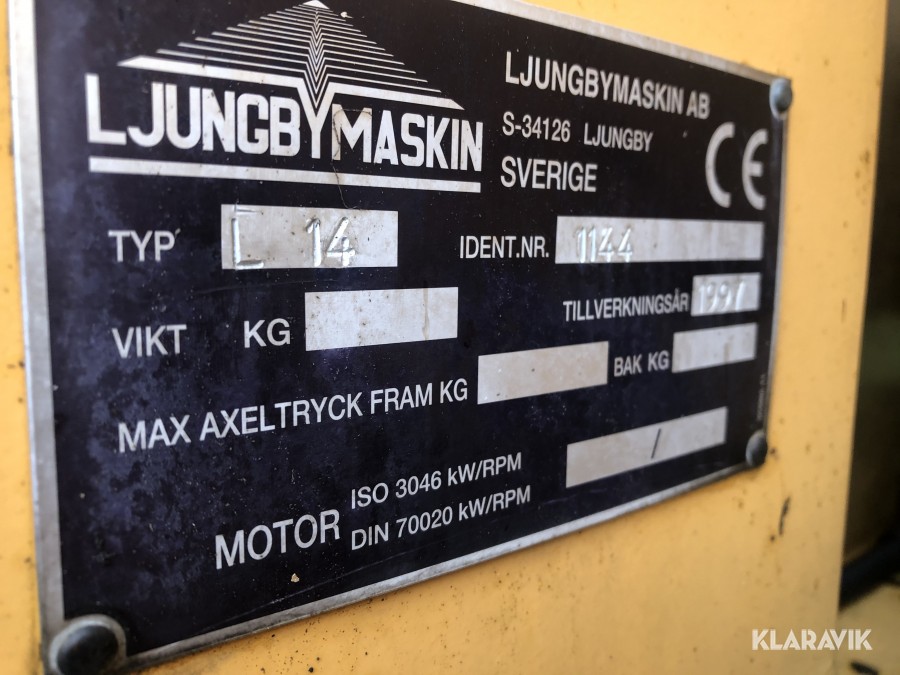 LJUNGBYMASKIN
LJUNGBYMASKIN AB
S-34126 LJUNGBY
SVERIGE
CE
TYP L 14
IDENT.NR. 1144
VIKT KG
TILLVERKNINGSÅR 1997
MAX AXELTRYCK FRAM KG
BAK KG
MOTOR
ISO 3046 kW/RPM
DIN 70020 kW/RPM
/
KLARAVIK